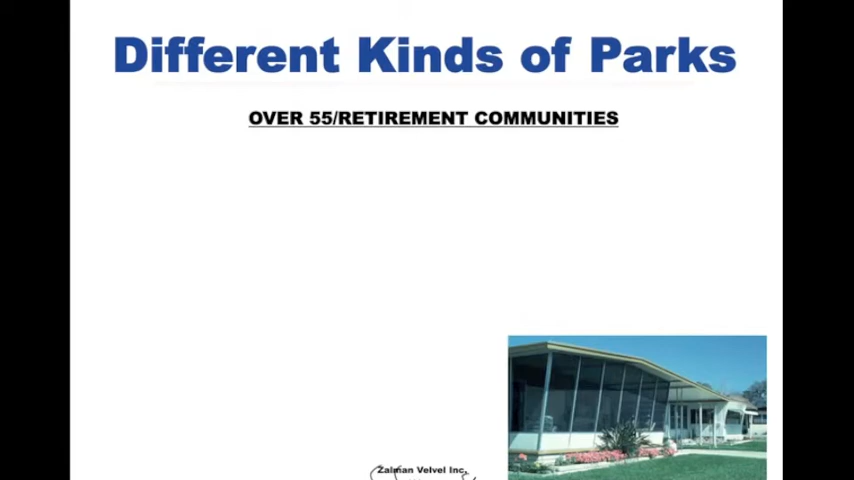 Different Kinds of Parks
OVER 55/RETIREMENT COMMUNITIES
Zalman Velvel Inc.